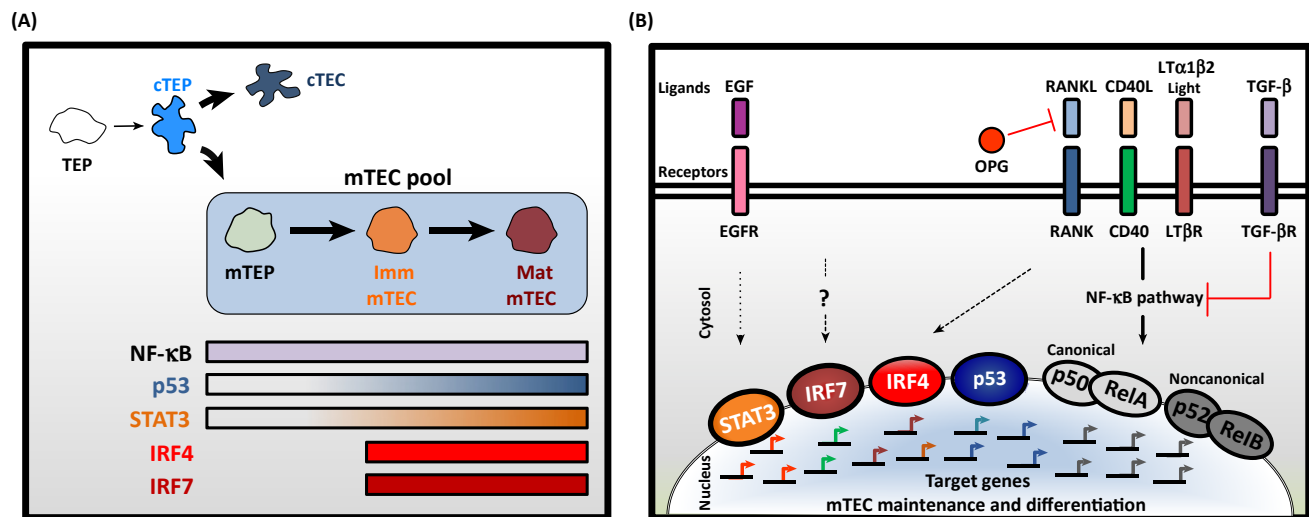 (A)
cTEP
cTEC
TEP
mTEC pool
mTEP
Imm
mTEC
Mat
mTEC
NF-κB
p53
STAT3
IRF4
IRF7
(B)
Ligands
EGF
RANKL
CD40L
LTα1β2
Light
TGF-β
OPG
Receptors
EGFR
RANK
CD40
LTβR
TGF-βR
Cytosol
?
NF-κB pathway
Canonical
Noncanonical
STAT3
IRF7
IRF4
p53
p50
RelA
p52
RelB
Nucleus
Target genes
mTEC maintenance and differentiation